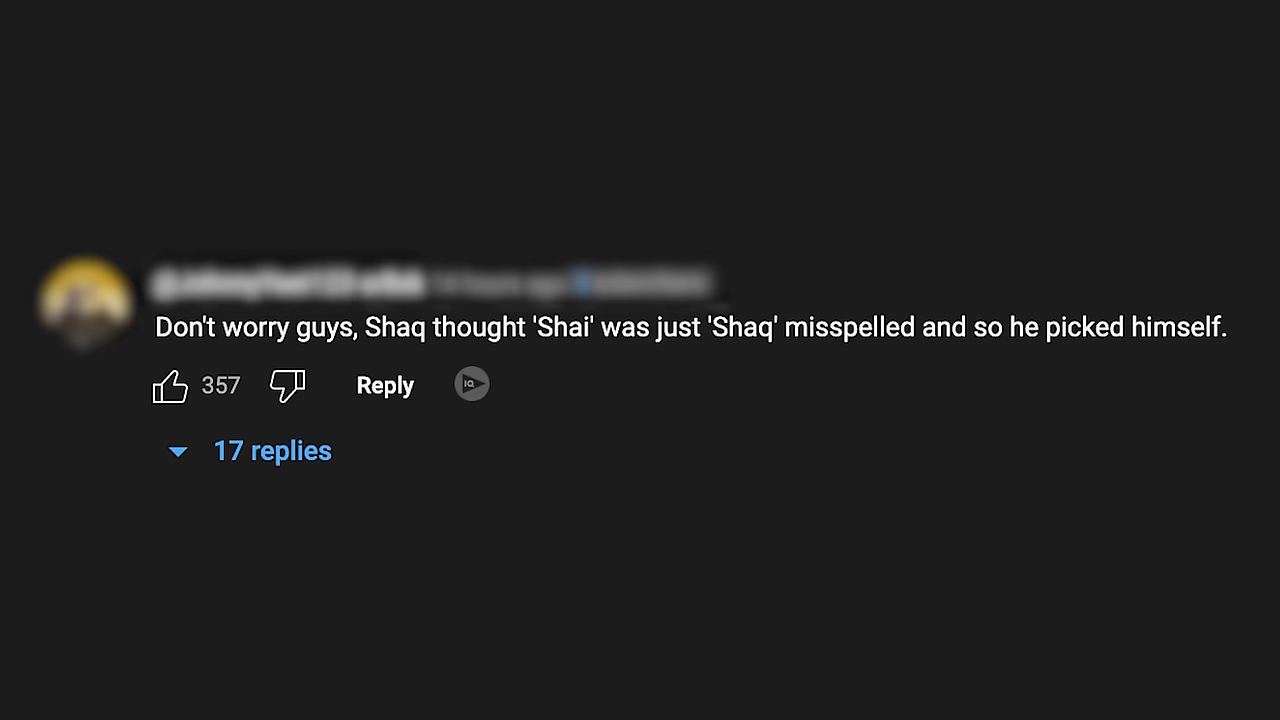 Don't worry guys, Shaq thought 'Shai' was just 'Shaq' misspelled and so he picked himself.
357 Reply IQ
17 replies